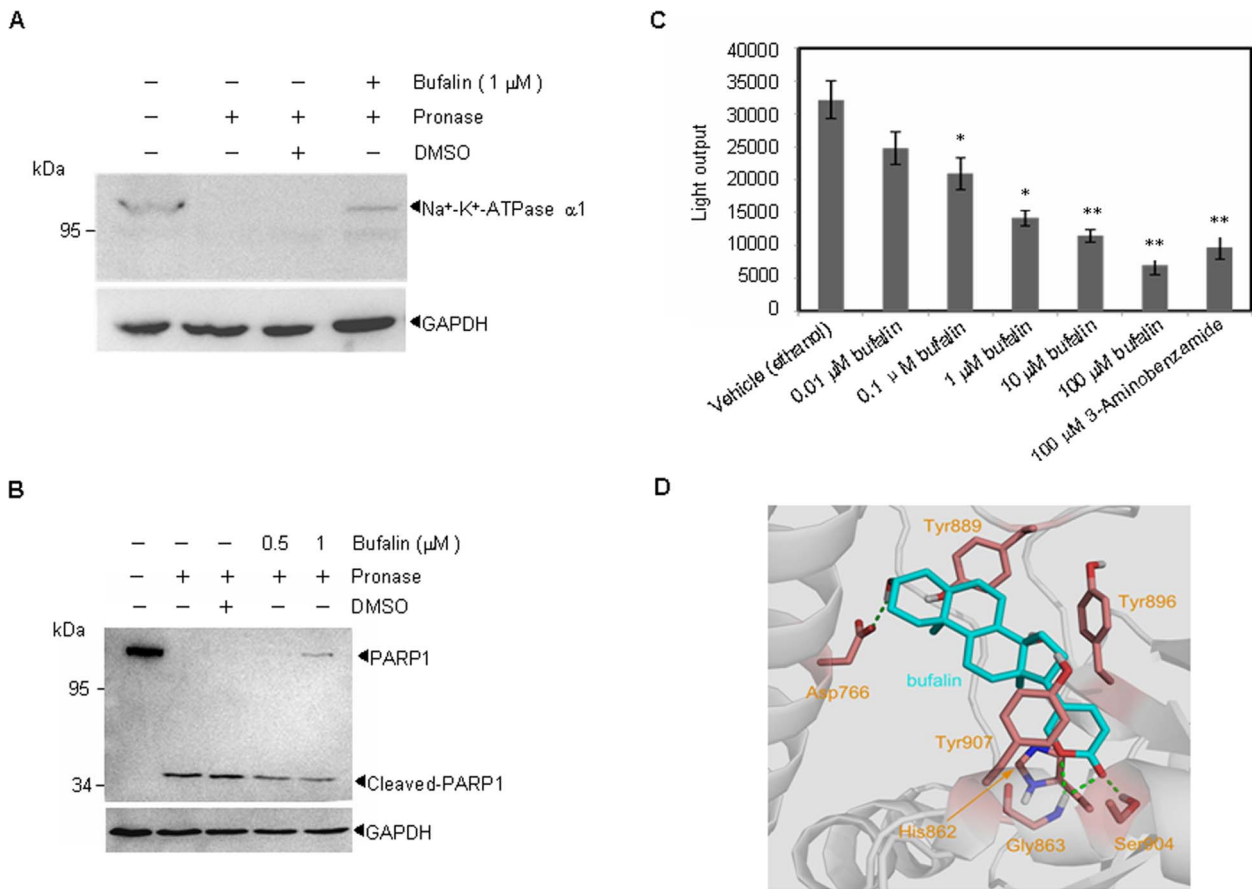 A
− − − + Bufalin ( 1 μM)
− + + + Pronase
− − + − DMSO
kDa
Na⁺-K⁺-ATPase α1
95
GAPDH
B
− − − 0.5 1 Bufalin (μM )
− + + + + Pronase
− − + − − DMSO
kDa
PARP1
95
Cleaved-PARP1
34
GAPDH
C
40000
35000
30000
25000
20000
15000
10000
5000
0
Light output
*
*
**
**
**
Vehicle (ethanol)
0.01 μM bufalin
0.1 μ M bufalin
1 μM bufalin
10 μM bufalin
100 μM bufalin
100 μM 3-Aminobenzamide
D
Tyr889
Tyr896
Asp766
bufalin
Tyr907
His862
Gly863
Ser904